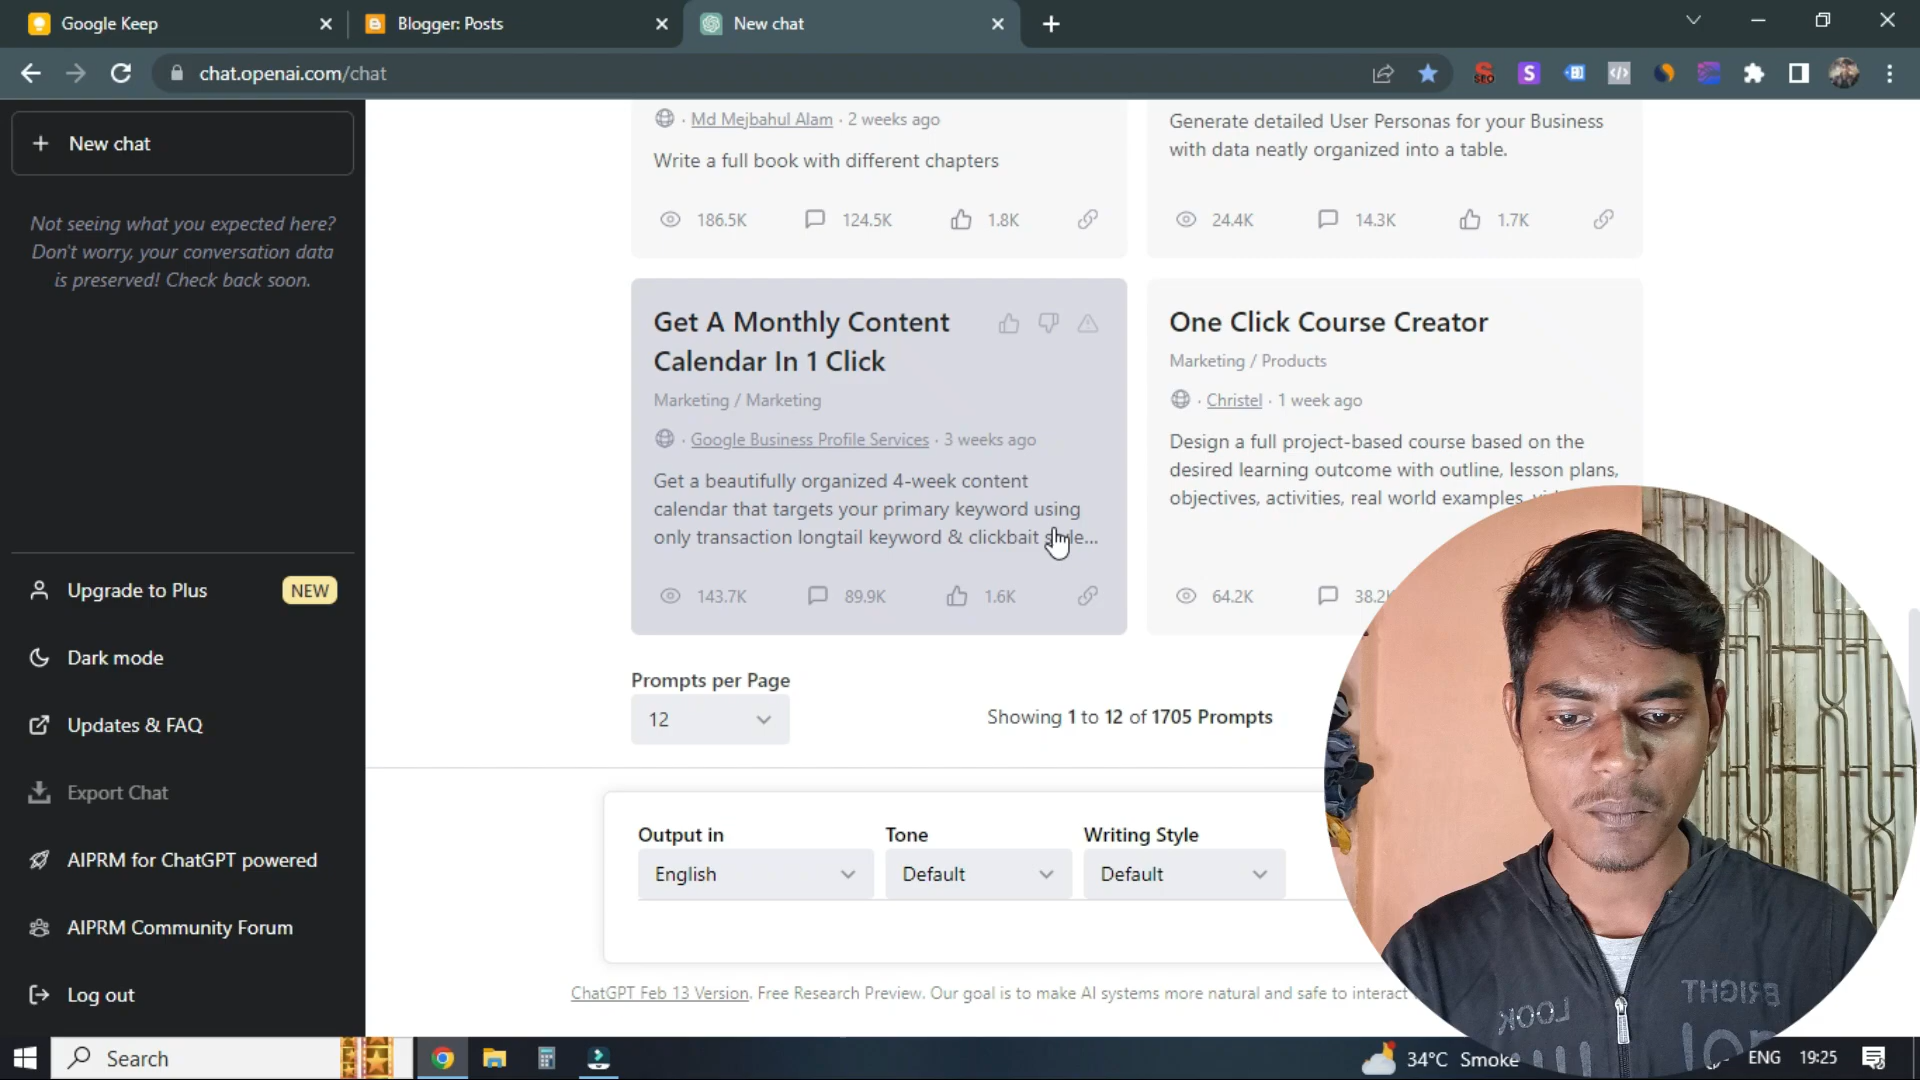 Google Keep
Blogger: Posts
New chat
chat.openai.com/chat
SEO
New chat
Not seeing what you expected here?
Don't worry, your conversation data
is preserved! Check back soon.
Upgrade to Plus NEW
Dark mode
Updates & FAQ
Export Chat
AIPRM for ChatGPT powered
AIPRM Community Forum
Log out
· Md Mejbahul Alam · 2 weeks ago
Write a full book with different chapters
186.5K 124.5K 1.8K
Generate detailed User Personas for your Business
with data neatly organized into a table.
24.4K 14.3K 1.7K
Get A Monthly Content
Calendar In 1 Click
Marketing / Marketing
· Google Business Profile Services · 3 weeks ago
Get a beautifully organized 4-week content
calendar that targets your primary keyword using
only transaction longtail keyword & clickbait style...
143.7K 89.9K 1.6K
One Click Course Creator
Marketing / Products
· Christel · 1 week ago
Design a full project-based course based on the
desired learning outcome with outline, lesson plans,
objectives, activities, real world examples,
64.2K 38.2K
Prompts per Page
12
Showing 1 to 12 of 1705 Prompts
Output in Tone Writing Style
English Default Default
ChatGPT Feb 13 Version. Free Research Preview. Our goal is to make AI systems more natural and safe to interact
LOOK
BRIGHT
Search
34°C Smoke
ENG 19:25